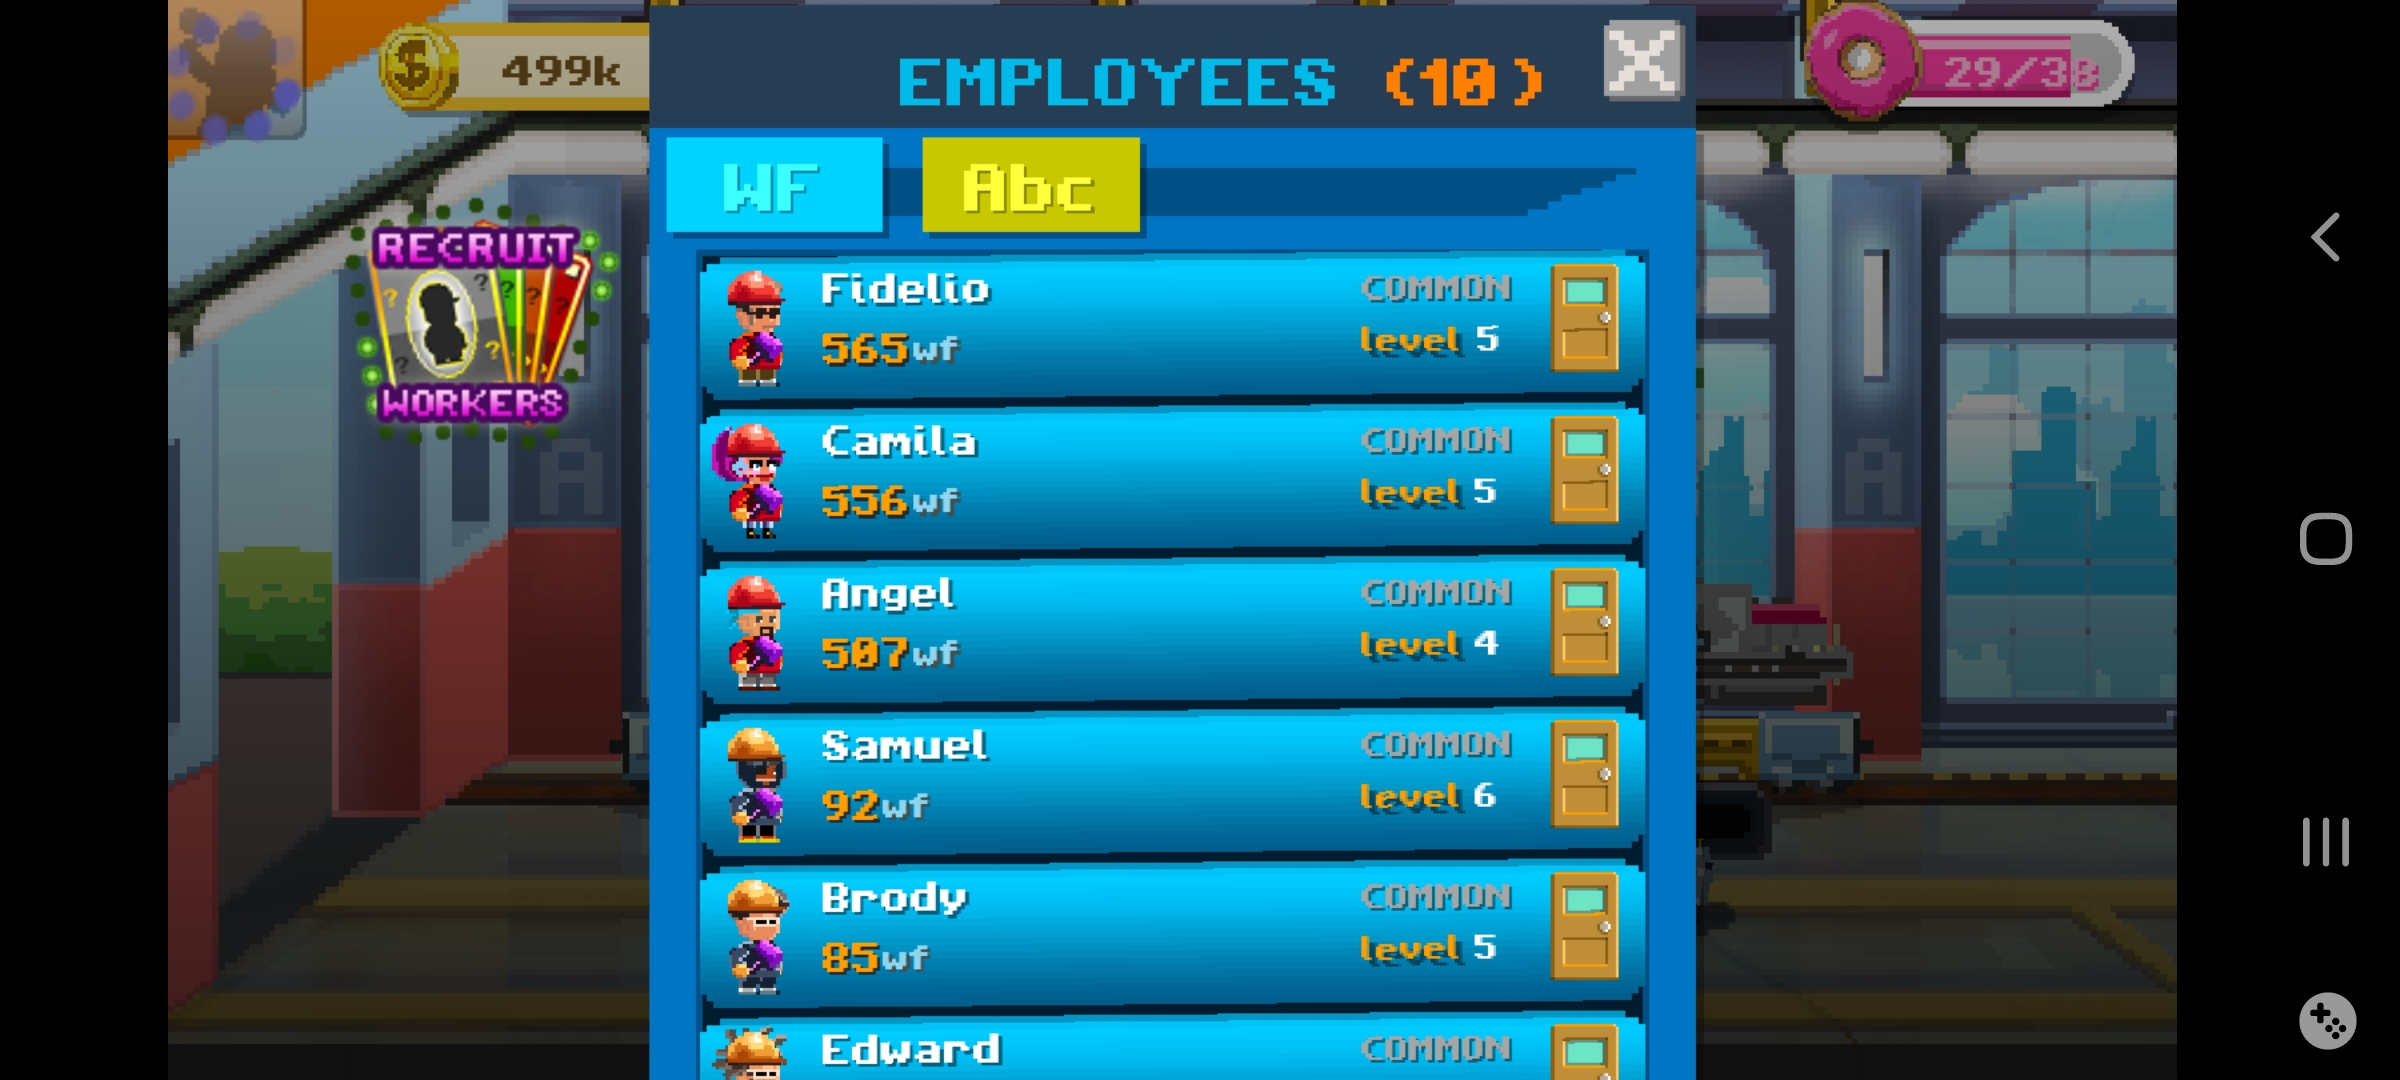 499k
EMPLOYEES (10)
29/38
WF
Abc
RECRUIT
WORKERS
Fidelio
COMMON
565wf
level 5
Camila
COMMON
556wf
level 5
Angel
COMMON
507wf
level 4
Samuel
COMMON
92wf
level 6
Brody
COMMON
85wf
level 5
Edward
COMMON
A
A